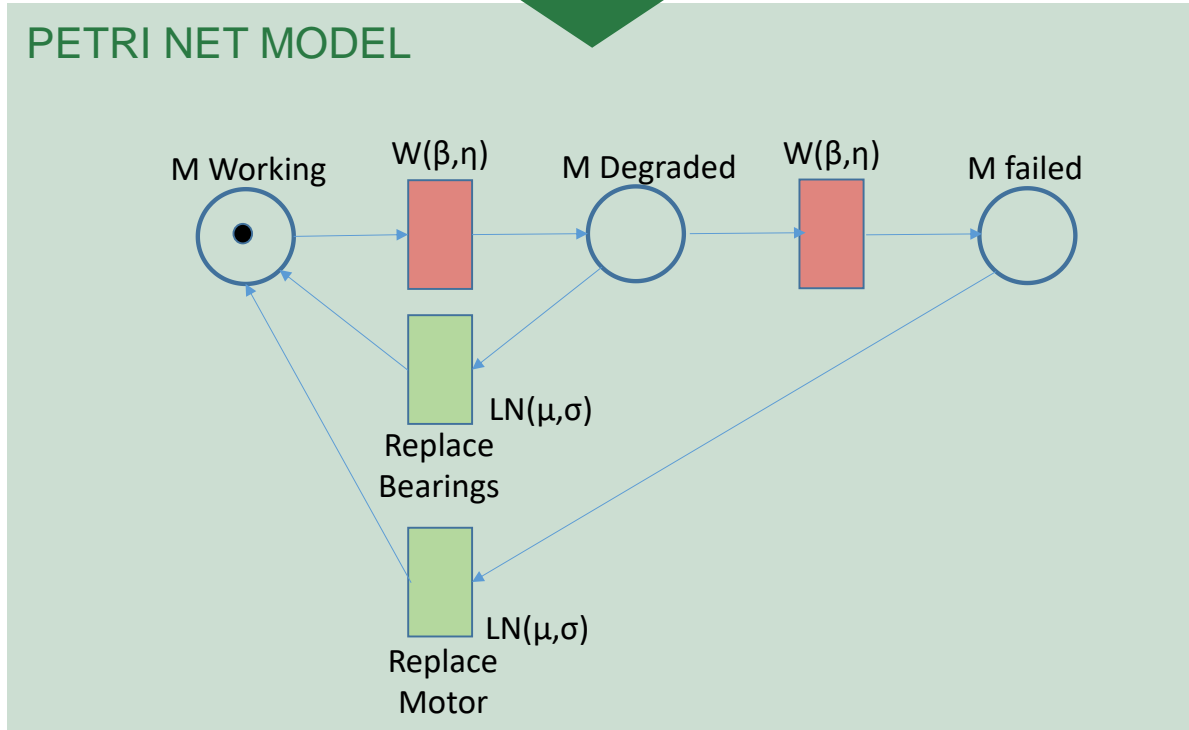 PETRI NET MODEL
M Working
W(β,η)
M Degraded
W(β,η)
M failed
LN(μ,σ)
Replace
Bearings
LN(μ,σ)
Replace
Motor